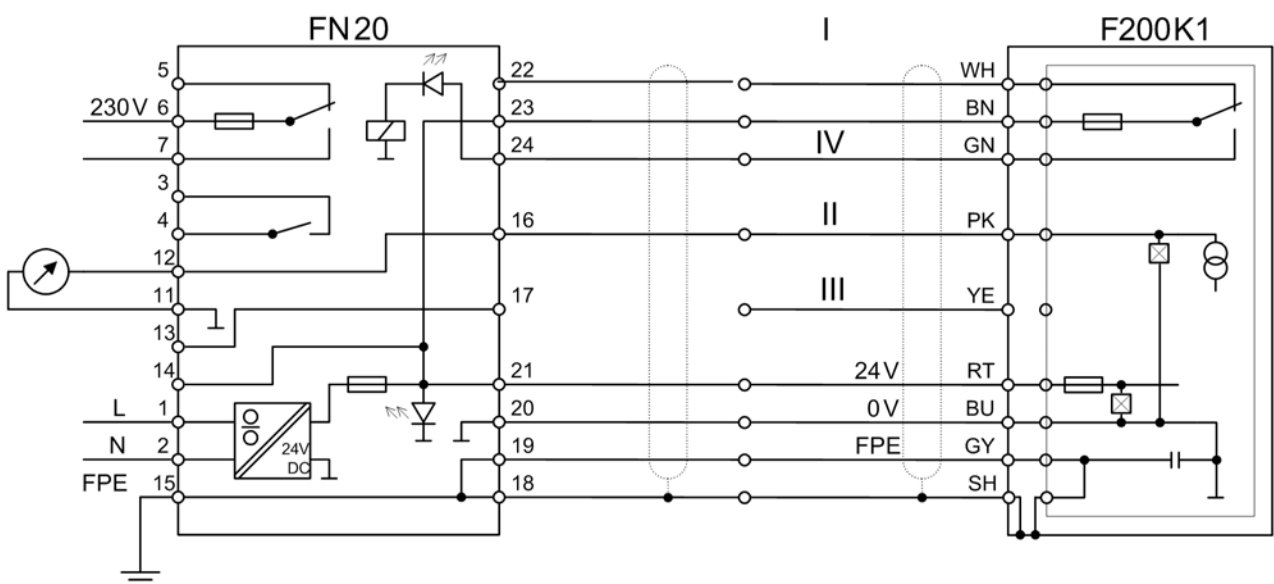 FN20 I F200K1
5 22 WH
230V 6 23 BN
7 24 IV GN
3
4 16 II PK
12
11 17 III YE
13
14 21 24V RT
L 1 20 0V BU
N 2 24V DC 19 FPE GY
FPE 15 18 SH